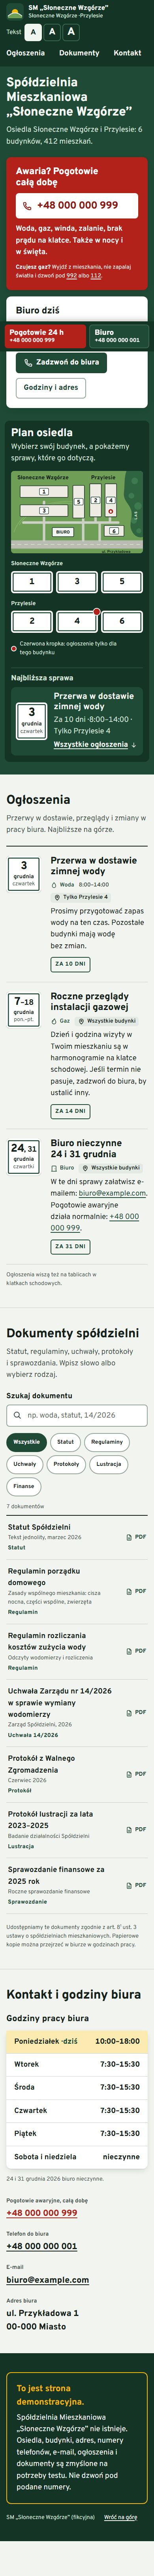 SM „Słoneczne Wzgórze”
Słoneczne Wzgórze · Przylesie
Tekst A A A
Ogłoszenia Dokumenty Kontakt
Spółdzielnia
Mieszkaniowa
„Słoneczne Wzgórze”
Osiedla Słoneczne Wzgórze i Przylesie: 6
budynków, 412 mieszkań.
Awaria? Pogotowie
całą dobę
+48 000 000 999
Woda, gaz, winda, zalanie, brak
prądu na klatce. Także w nocy i
w święta.
Czujesz gaz? Wyjdź z mieszkania, nie zapalaj
światła i dzwoń pod 992 albo 112.
Biuro dziś
Pogotowie 24 h
+48 000 000 999
Biuro
+48 000 000 001
Zadzwoń do biura
Godziny i adres
Plan osiedla
Wybierz swój budynek, a pokażemy
sprawy, które go dotyczą.
Słoneczne Wzgórze Przylesie
1
3
5
2
4
BIURO
6
Słoneczne Wzgórze
1 3 5
Przylesie
2 4 6
Czerwona kropka: ogłoszenie tylko dla
tego budynku
Najbliższa sprawa
3
grudnia
czwartek
Przerwa w dostawie
zimnej wody
Za 10 dni · 8:00–14:00 ·
Tylko Przylesie 4
Wszystkie ogłoszenia ↓
Ogłoszenia
Przerwy w dostawie, przeglądy i zmiany w
pracy biura. Najbliższe na górze.
3
grudnia
czwartek
Przerwa w dostawie
zimnej wody
Woda 8:00–14:00
Tylko Przylesie 4
Prosimy przygotować zapas
wody na ten czas. Pozostałe
budynki mają wodę
bez zmian.
ZA 10 DNI
7–18
grudnia
pon.–pt.
Roczne przeglądy
instalacji gazowej
Gaz Wszystkie budynki
Dzień i godzina wizyty w
Twoim mieszkaniu są w
harmonogramie na klatce
schodowej. Jeśli termin nie
pasuje, zadzwoń do biura, by
ustalić inny.
ZA 14 DNI
24, 31
grudnia
czwartki
Biuro nieczynne
24 i 31 grudnia
Biuro Wszystkie budynki
W te dni sprawy załatwisz e-
mailem: biuro@example.com.
Pogotowie awaryjne
działa normalnie: +48 000
000 999.
ZA 31 DNI
Ogłoszenia wiszą też na tablicach w
klatkach schodowych.
Dokumenty spółdzielni
Statut, regulaminy, uchwały, protokoły
i sprawozdania. Wpisz słowo albo
wybierz rodzaj.
Szukaj dokumentu
np. woda, statut, 14/2026
Wszystkie Statut Regulaminy
Uchwały Protokoły Lustracja
Finanse
7 dokumentów
Statut Spółdzielni
Tekst jednolity, marzec 2026
Statut
PDF
Regulamin porządku
domowego
Zasady wspólnego mieszkania: cisza
nocna, części wspólne, zwierzęta
Regulamin
PDF
Regulamin rozliczania
kosztów zużycia wody
Odczyty wodomierzy i rozliczenia
Regulamin
PDF
Uchwała Zarządu nr 14/2026
w sprawie wymiany
wodomierzy
Zarząd Spółdzielni, 2026
Uchwała 14/2026
PDF
Protokół z Walnego
Zgromadzenia
Czerwiec 2026
Protokół
PDF
Protokół lustracji za lata
2023–2025
Badanie działalności Spółdzielni
Lustracja
PDF
Sprawozdanie finansowe za
2025 rok
Roczne sprawozdanie finansowe
Sprawozdanie
PDF
Udostępniamy te dokumenty zgodnie z art. 8¹ ust. 3
ustawy o spółdzielniach mieszkaniowych. Papierowe
kopie można przejrzeć w biurze w godzinach pracy.
Kontakt i godziny biura
Godziny pracy biura
Poniedziałek · dziś 10:00–18:00
Wtorek 7:30–15:30
Środa 7:30–15:30
Czwartek 7:30–15:30
Piątek 7:30–15:30
Sobota i niedziela nieczynne
24 i 31 grudnia 2026 biuro nieczynne.
Pogotowie awaryjne, całą dobę
+48 000 000 999
Telefon do biura
+48 000 000 001
E-mail
biuro@example.com
Adres biura
ul. Przykładowa 1
00-000 Miasto
To jest strona
demonstracyjna.
Spółdzielnia Mieszkaniowa
„Słoneczne Wzgórze” nie istnieje.
Osiedla, budynki, adres, numery
telefonów, e-mail, ogłoszenia i
dokumenty są zmyślone na
potrzeby testu. Nie dzwoń pod
podane numery.
SM „Słoneczne Wzgórze” (fikcyjna) Wróć na górę